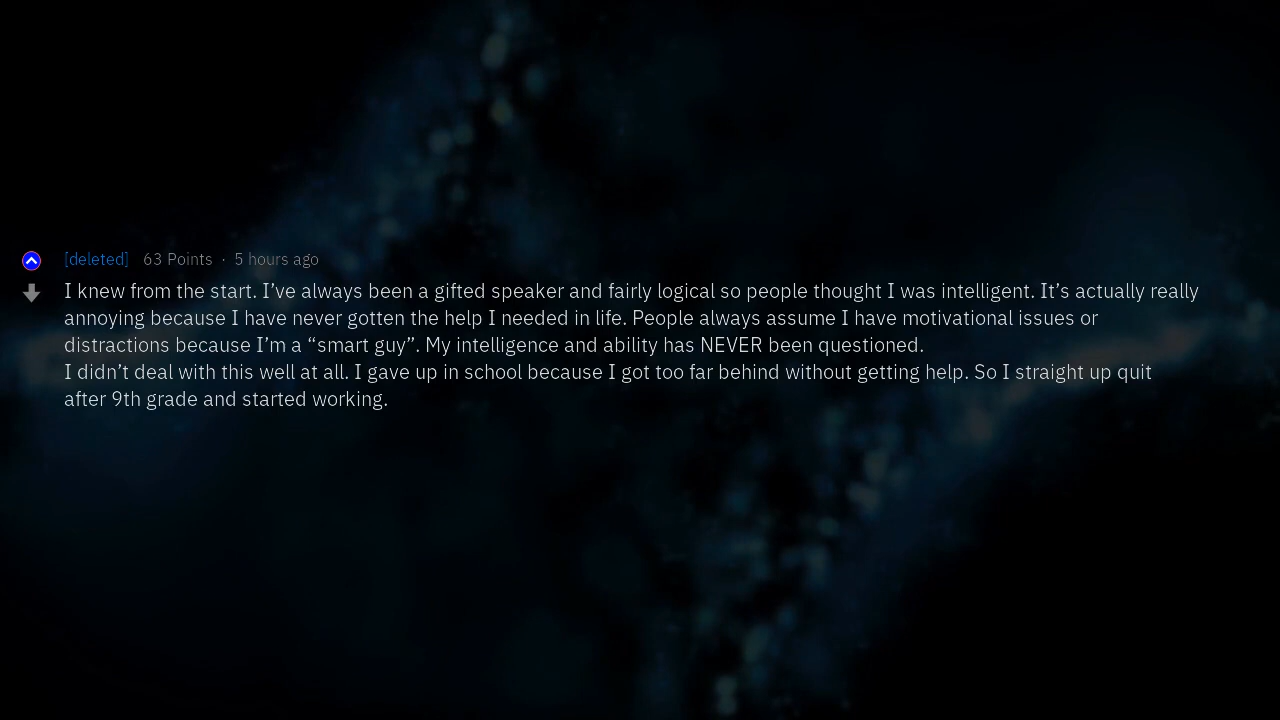 [deleted] 63 Points · 5 hours ago
I knew from the start. I’ve always been a gifted speaker and fairly logical so people thought I was intelligent. It’s actually really
annoying because I have never gotten the help I needed in life. People always assume I have motivational issues or
distractions because I’m a “smart guy”. My intelligence and ability has NEVER been questioned.
I didn’t deal with this well at all. I gave up in school because I got too far behind without getting help. So I straight up quit
after 9th grade and started working.